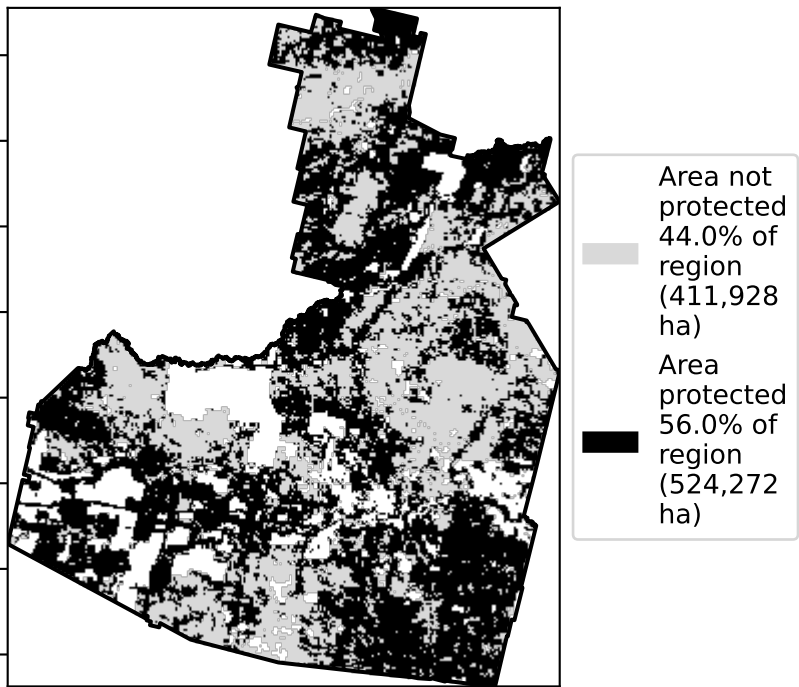 Area not
protected
44.0% of
region
(411,928
ha)
Area
protected
56.0% of
region
(524,272
ha)